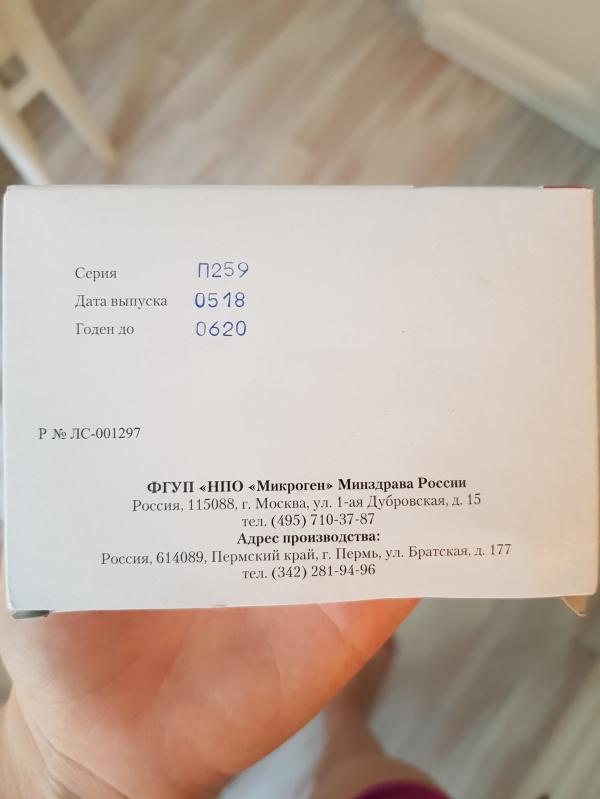 Серия П259
Дата выпуска 0518
Годен до 0620
Р № ЛС-001297
ФГУП «НПО «Микроген» Минздрава России
Россия, 115088, г. Москва, ул. 1-ая Дубровская, д. 15
тел. (495) 710-37-87
Адрес производства:
Россия, 614089, Пермский край, г. Пермь, ул. Братская, д. 177
тел. (342) 281-94-96